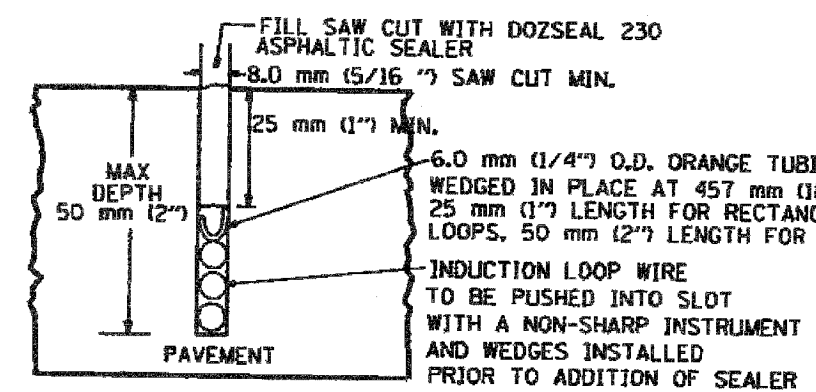 FILL SAW CUT WITH DOZSEAL 230
ASPHALTIC SEALER
8.0 mm (5/16 ") SAW CUT MIN.
25 mm (1") MIN.
MAX
DEPTH
50 mm (2")
6.0 mm (1/4") O.D. ORANGE TUBI
WEDGED IN PLACE AT 457 mm (1
25 mm (1") LENGTH FOR RECTANG
LOOPS, 50 mm (2") LENGTH FOR
INDUCTION LOOP WIRE
TO BE PUSHED INTO SLOT
WITH A NON-SHARP INSTRUMENT
AND WEDGES INSTALLED
PRIOR TO ADDITION OF SEALER
PAVEMENT